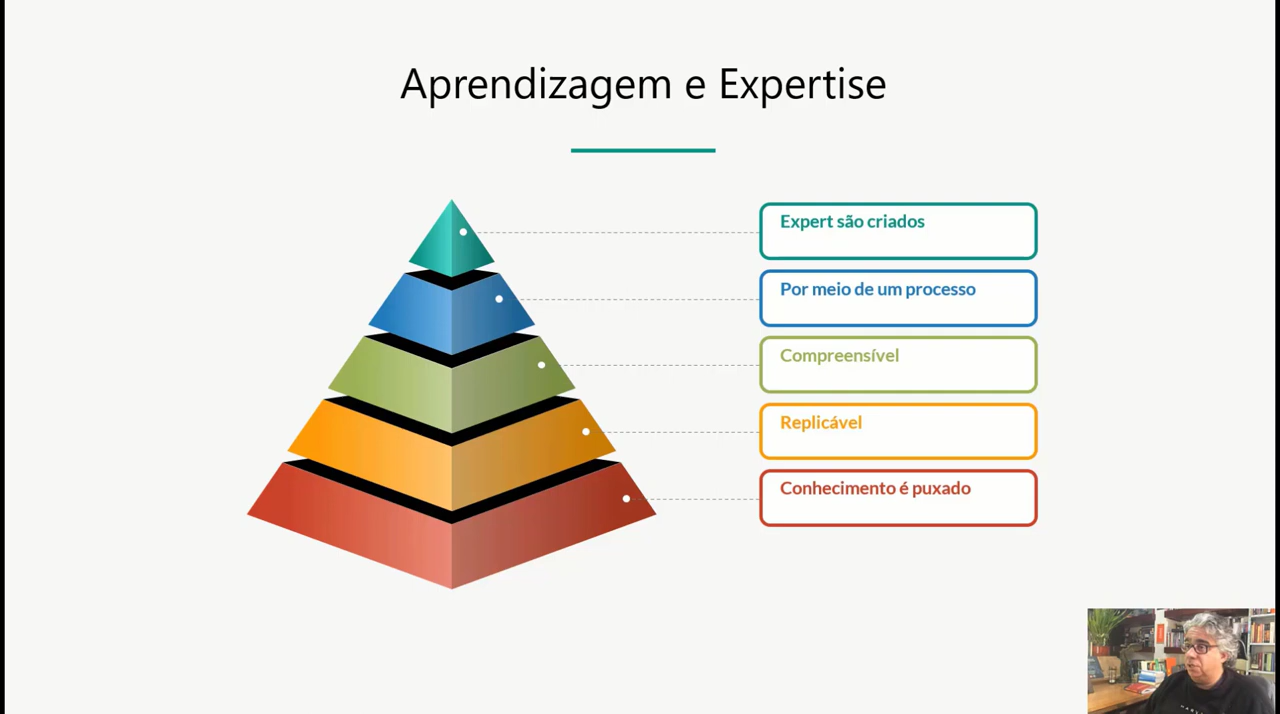 Aprendizagem e Expertise
Expert são criados
Por meio de um processo
Compreensível
Replicável
Conhecimento é puxado